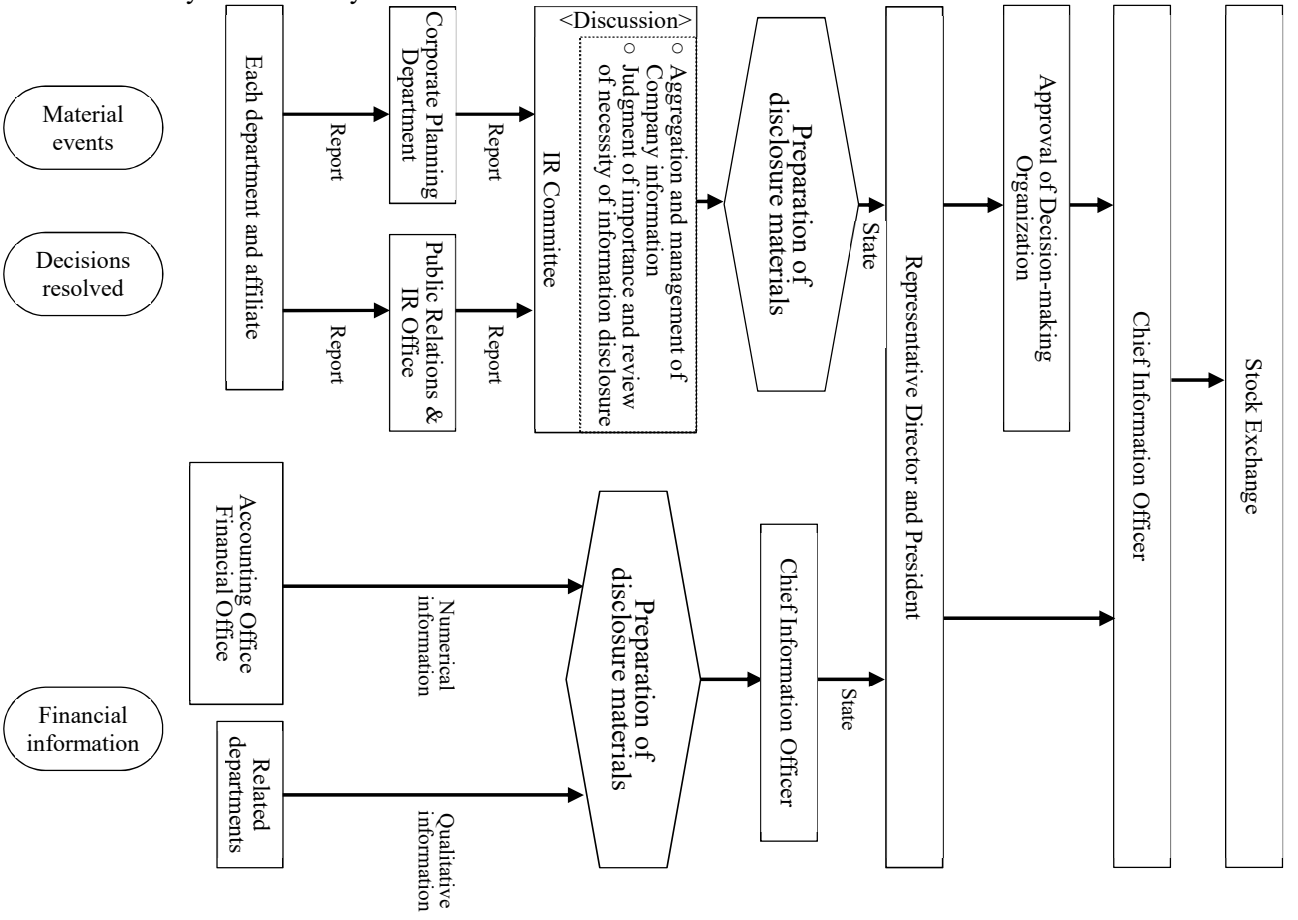 Material
events
Decisions
resolved
Financial
information
Each department and affiliate
Report
Report
Corporate Planning
Department
Public Relations &
IR Office
Report
Report
<Discussion>
○ Aggregation and management of
Company information
○ Judgment of importance and review
of necessity of information disclosure
IR Committee
Preparation of
disclosure materials
State
Accounting Office
Financial Office
Related
departments
Numerical
information
Qualitative
information
Preparation of
disclosure materials
Chief Information Officer
State
Representative Director and President
Approval of Decision-making
Organization
Chief Information Officer
Stock Exchange